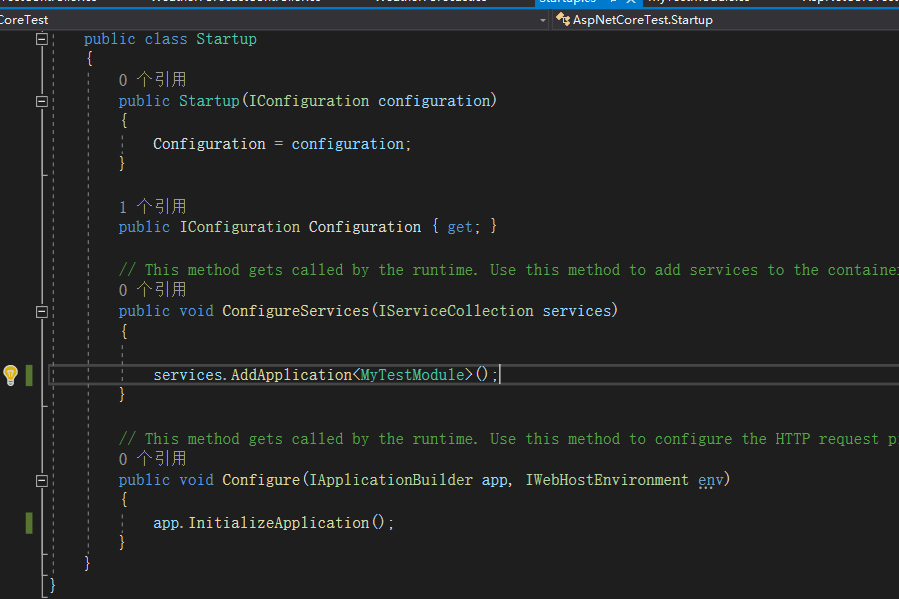 CoreTest
AspNetCoreTest.Startup
public class Startup
{
0 个引用
public Startup(IConfiguration configuration)
{
Configuration = configuration;
}
1 个引用
public IConfiguration Configuration { get; }
// This method gets called by the runtime. Use this method to add services to the container
0 个引用
public void ConfigureServices(IServiceCollection services)
{
services.AddApplication<MyTestModule>();
}
// This method gets called by the runtime. Use this method to configure the HTTP request p
0 个引用
public void Configure(IApplicationBuilder app, IWebHostEnvironment env)
{
app.InitializeApplication();
}
}
}